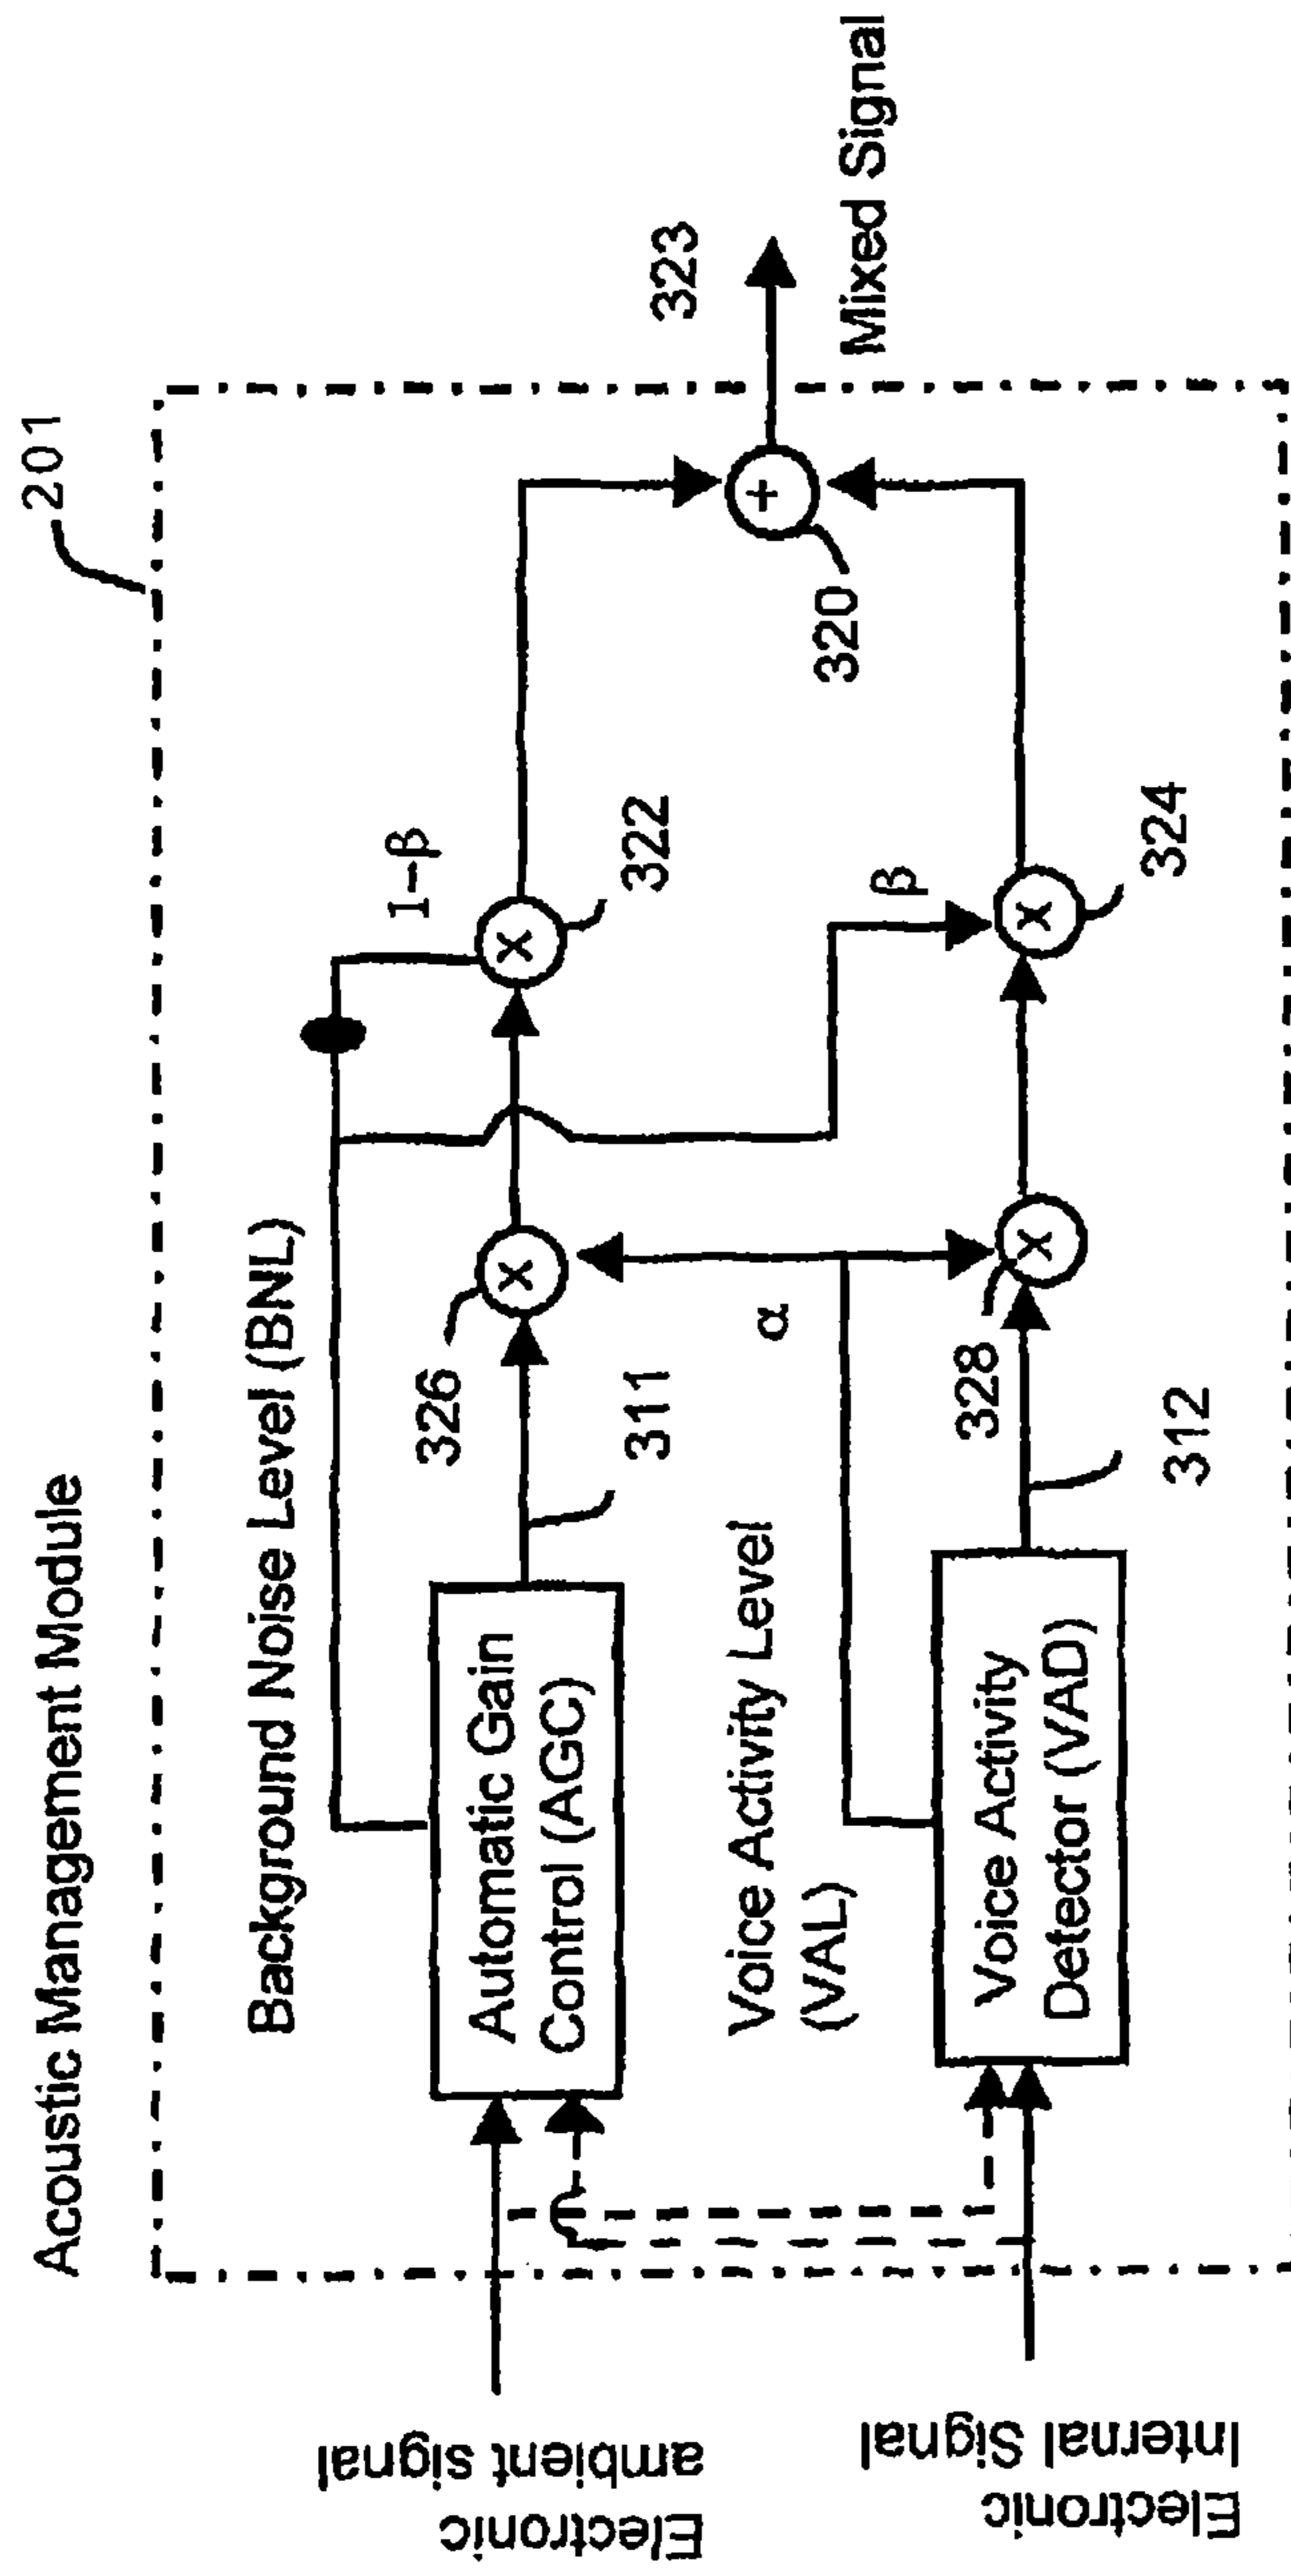 Acoustic Management Module
201
Background Noise Level (BNL)
1–β
Electronic
ambient signal
Automatic Gain
Control (AGC)
326
311
X
X
322
323
Mixed Signal
+
320
Voice Activity Level
(VAL)
α
β
Electronic
Internal Signal
Voice Activity
Detector (VAD)
328
312
X
X
324